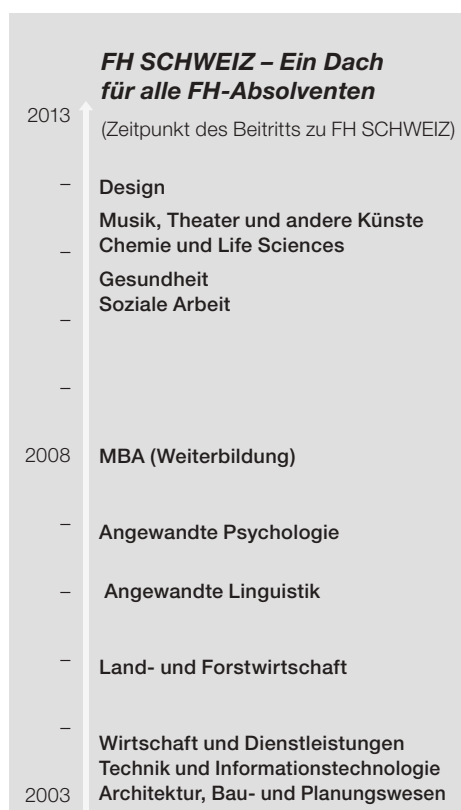 FH SCHWEIZ – Ein Dach
für alle FH-Absolventen
2013
(Zeitpunkt des Beitritts zu FH SCHWEIZ)
–
Design
Musik, Theater und andere Künste
–
Chemie und Life Sciences
Gesundheit
Soziale Arbeit
–
–
2008
MBA (Weiterbildung)
–
Angewandte Psychologie
–
Angewandte Linguistik
–
Land- und Forstwirtschaft
–
Wirtschaft und Dienstleistungen
Technik und Informationstechnologie
2003
Architektur, Bau- und Planungswesen